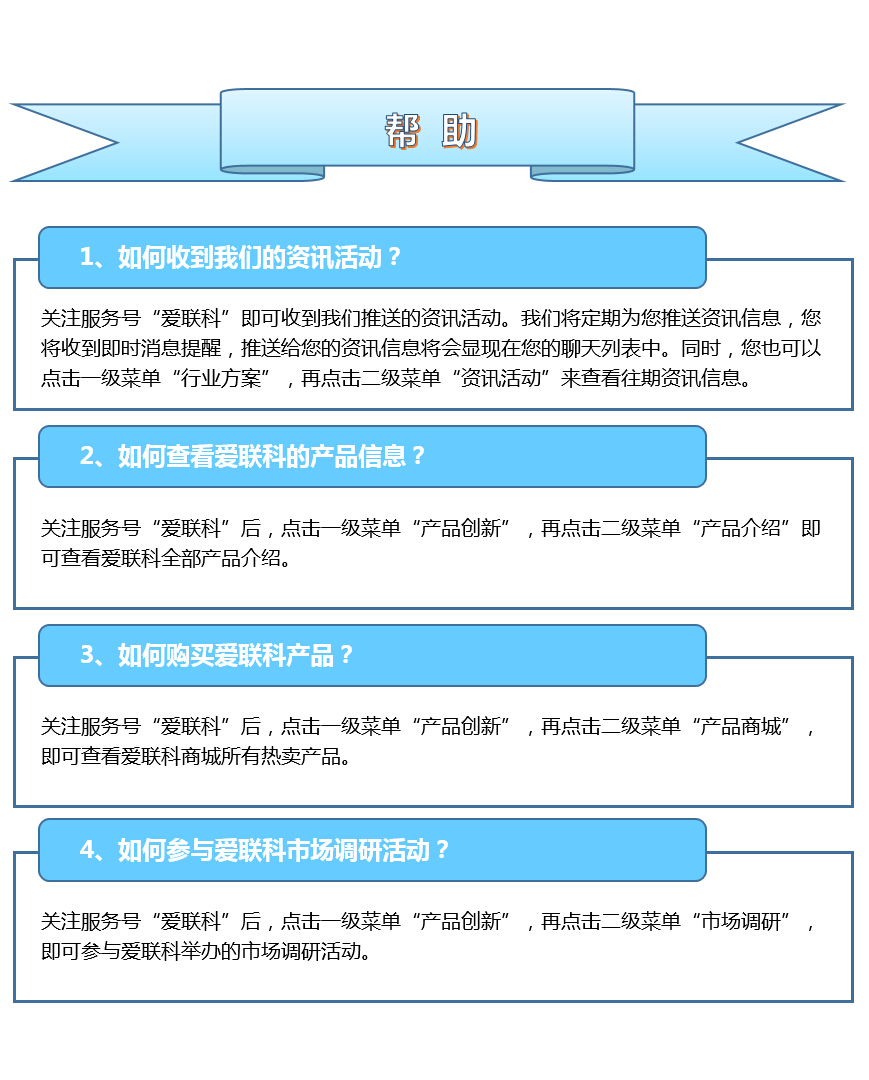 帮 助
1、如何收到我们的资讯活动？
关注服务号“爱联科”即可收到我们推送的资讯活动。我们将定期为您推送资讯信息，您
将收到即时消息提醒，推送给您的资讯信息将会显现在您的聊天列表中。同时，您也可以
点击一级菜单“行业方案”，再点击二级菜单“资讯活动”来查看往期资讯信息。
2、如何查看爱联科的产品信息？
关注服务号“爱联科”后，点击一级菜单“产品创新”，再点击二级菜单“产品介绍”即
可查看爱联科全部产品介绍。
3、如何购买爱联科产品？
关注服务号“爱联科”后，点击一级菜单“产品创新”，再点击二级菜单“产品商城”，
即可查看爱联科商城所有热卖产品。
4、如何参与爱联科市场调研活动？
关注服务号“爱联科”后，点击一级菜单“产品创新”，再点击二级菜单“市场调研”，
即可参与爱联科举办的市场调研活动。